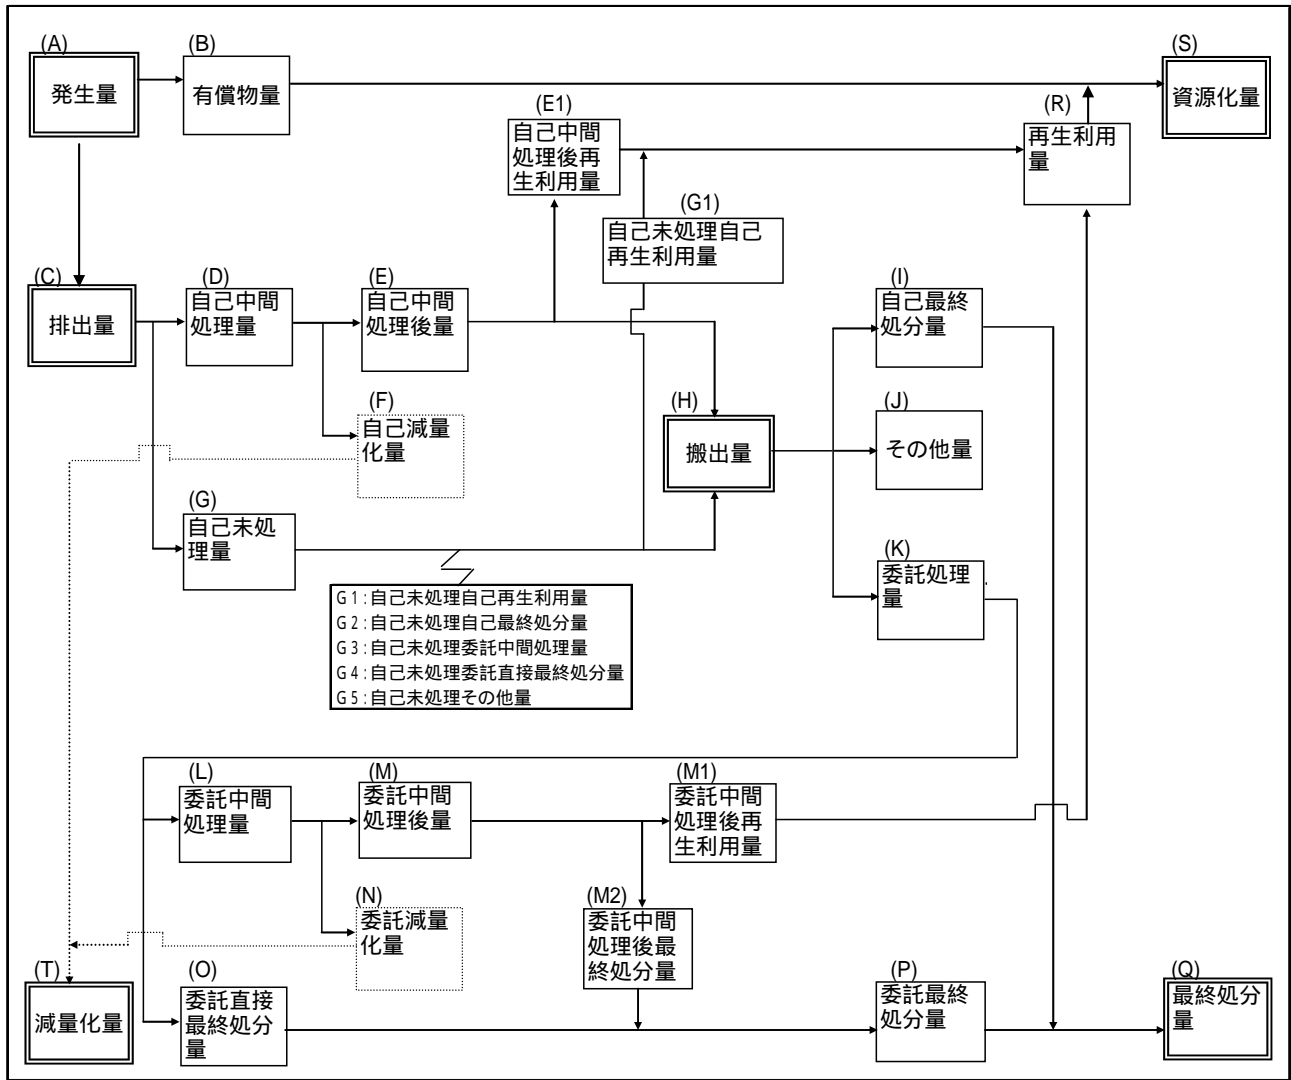 (A)
発生量
(B)
有償物量
(S)
資源化量
(E1)
自己中間
処理後再
生利用量
(R)
再生利用
量
(G1)
自己未処理自己
再生利用量
(C)
排出量
(D)
自己中間
処理量
(E)
自己中間
処理後量
(I)
自己最終
処分量
(F)
自己減量
化量
(H)
搬出量
(J)
その他量
(G)
自己未処
理量
(K)
委託処理
量
G1:自己未処理自己再生利用量
G2:自己未処理自己最終処分量
G3:自己未処理委託中間処理量
G4:自己未処理委託直接最終処分量
G5:自己未処理その他量
(L)
委託中間
処理量
(M)
委託中間
処理後量
(M1)
委託中間
処理後再
生利用量
(N)
委託減量
化量
(M2)
委託中間
処理後最
終処分量
(T)
減量化量
(O)
委託直接
最終処分
量
(P)
委託最終
処分量
(Q)
最終処分
量